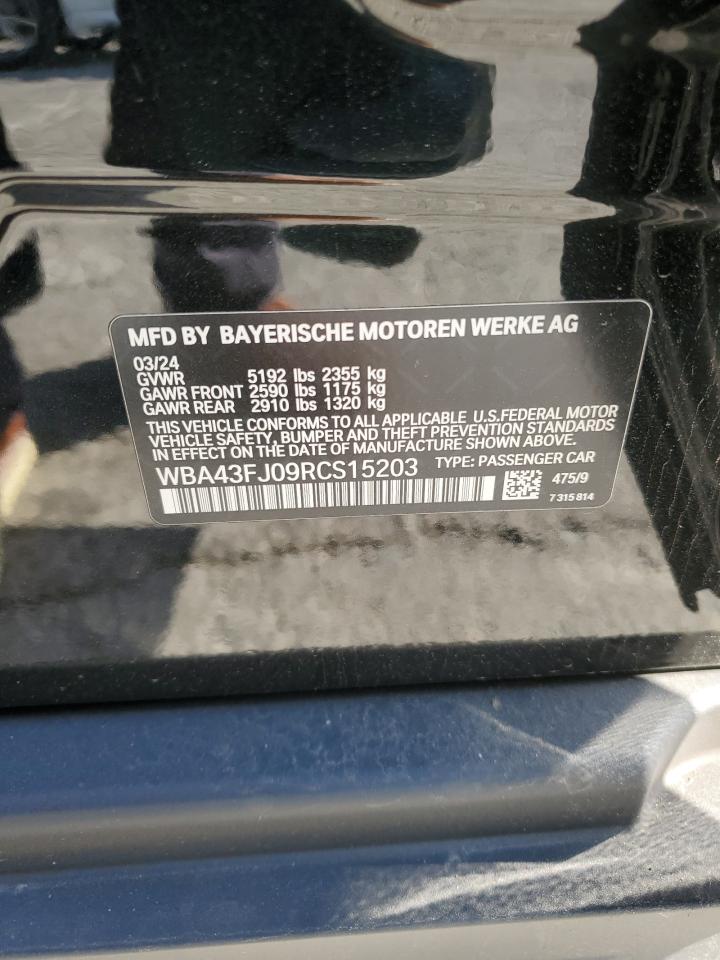 MFD BY BAYERISCHE MOTOREN WERKE AG
03/24
GVWR 5192 lbs 2355 kg
GAWR FRONT 2590 lbs 1175 kg
GAWR REAR 2910 lbs 1320 kg
THIS VEHICLE CONFORMS TO ALL APPLICABLE U.S.FEDERAL MOTOR
VEHICLE SAFETY, BUMPER AND THEFT PREVENTION STANDARDS
IN EFFECT ON THE DATE OF MANUFACTURE SHOWN ABOVE.
WBA43FJ09RCS15203 TYPE: PASSENGER CAR
475/9
7 315 814